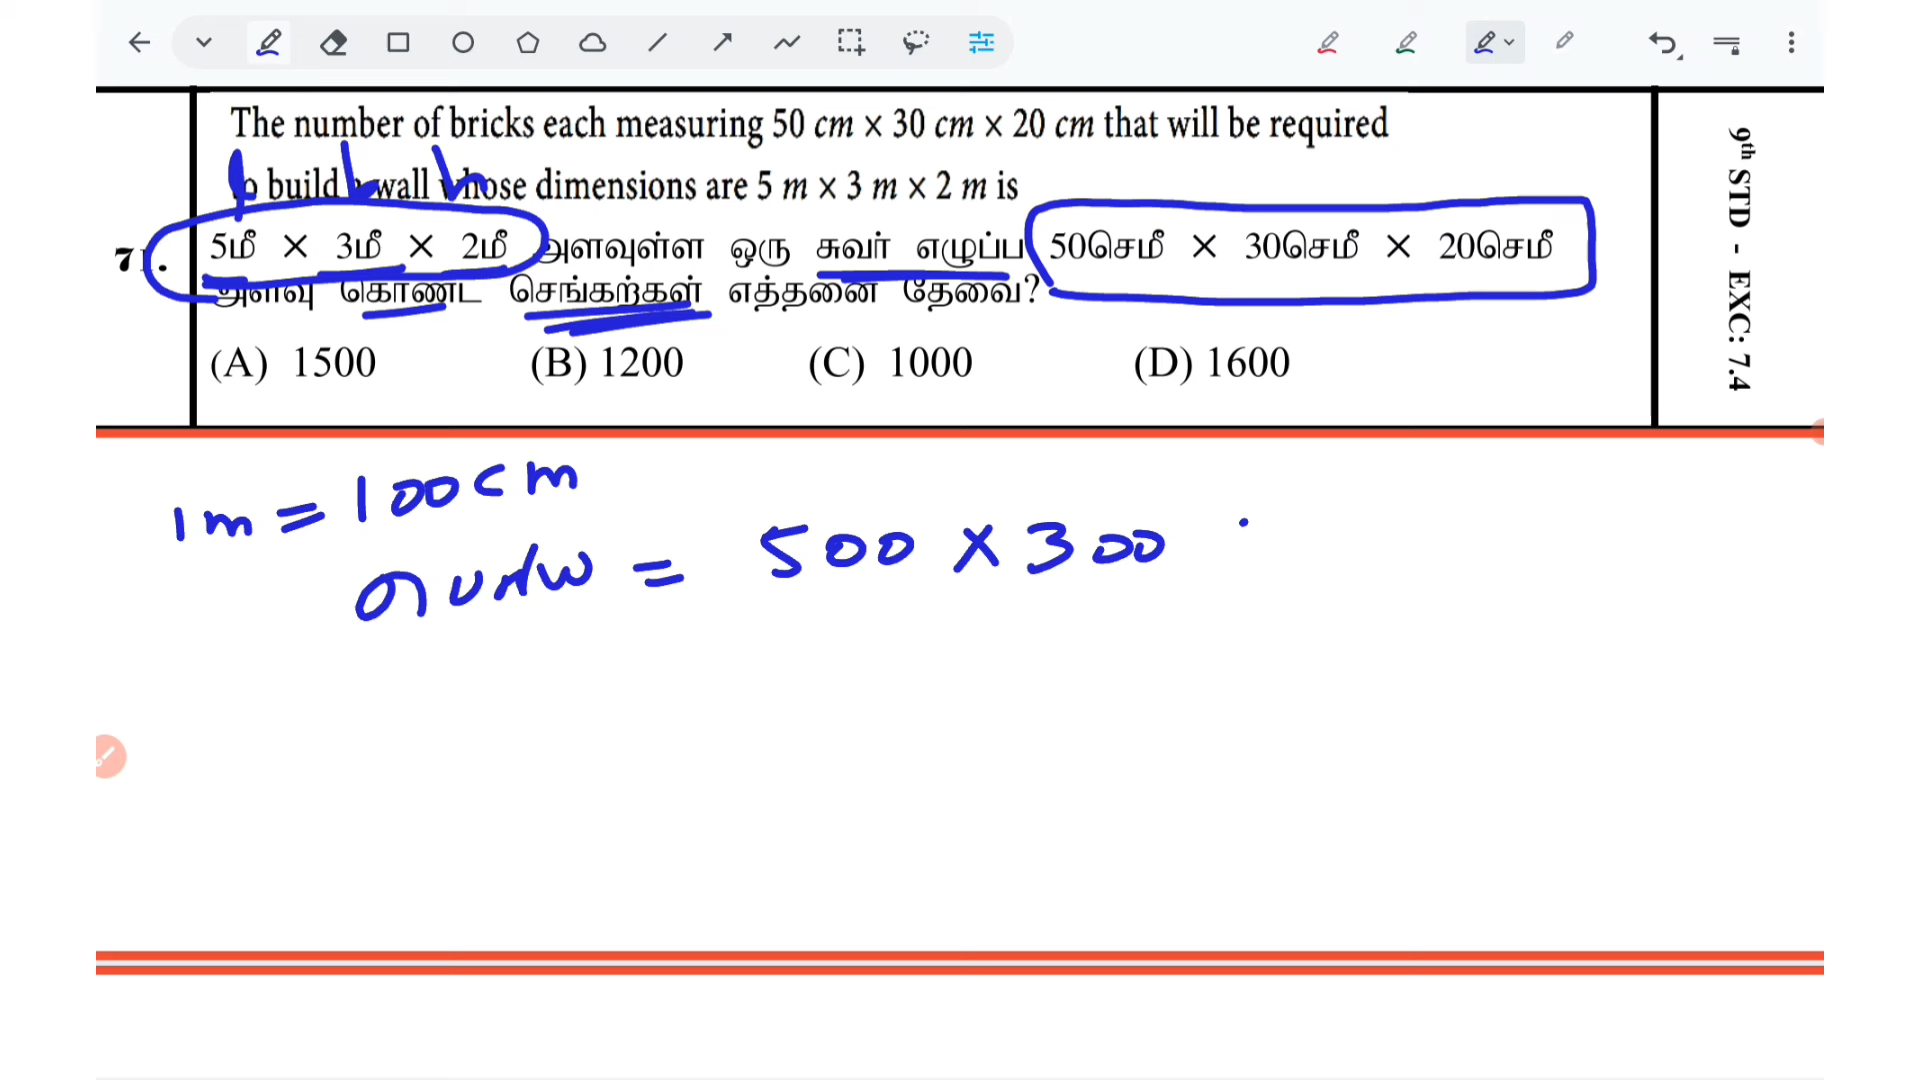 The number of bricks each measuring 50 cm × 30 cm × 20 cm that will be required
build wall whose dimensions are 5 m × 3 m × 2 m is
l b h
5மீ × 3மீ × 2மீ அளவுள்ள ஒரு சுவர் எழுப்ப 50செமீ × 30செமீ × 20செமீ
அளவு கொண்ட செங்கற்கள் எத்தனை தேவை?
(A) 1500 (B) 1200 (C) 1000 (D) 1600
9th STD - EXC: 7.4
1m = 100cm
= 500 × 300